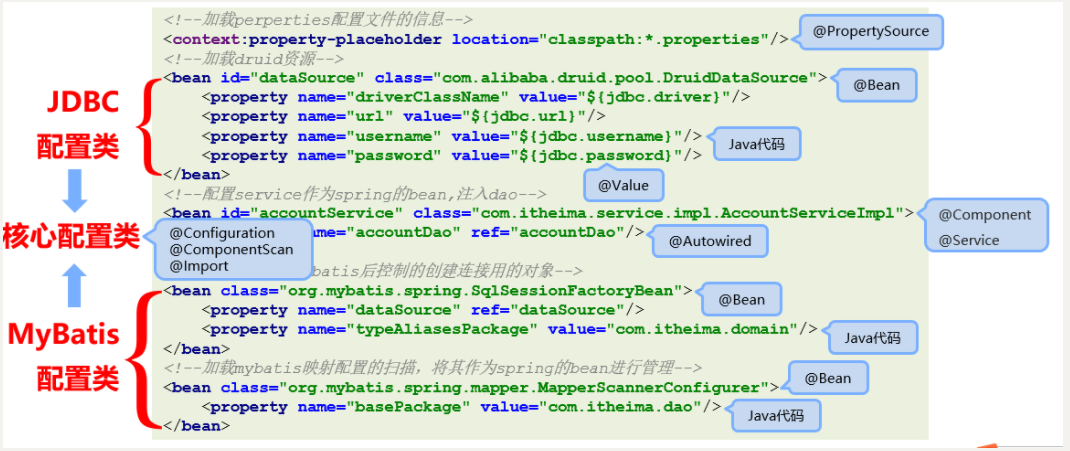 <!--加载perperties配置文件的信息-->
<context:property-placeholder location="classpath:*.properties"/>
@PropertySource
<!--加载druid资源-->
<bean id="dataSource" class="com.alibaba.druid.pool.DruidDataSource">
@Bean
JDBC
配置类
<property name="driverClassName" value="${jdbc.driver}"/>
<property name="url" value="${jdbc.url}"/>
<property name="username" value="${jdbc.username}"/>
Java代码
<property name="password" value="${jdbc.password}"/>
</bean>
@Value
<!--配置service作为spring的bean,注入dao-->
<bean id="accountService" class="com.itheima.service.impl.AccountServiceImpl">
@Component
@Service
核心配置类
@Configuration
@ComponentScan
@Import
ame="accountDao" ref="accountDao"/>
@Autowired
batis后控制的创建连接用的对象-->
<bean class="org.mybatis.spring.SqlSessionFactoryBean">
@Bean
MyBatis
配置类
<property name="dataSource" ref="dataSource"/>
<property name="typeAliasesPackage" value="com.itheima.domain"/>
Java代码
</bean>
<!--加载mybatis映射配置的扫描，将其作为spring的bean进行管理-->
<bean class="org.mybatis.spring.mapper.MapperScannerConfigurer">
@Bean
<property name="basePackage" value="com.itheima.dao"/>
Java代码
</bean>